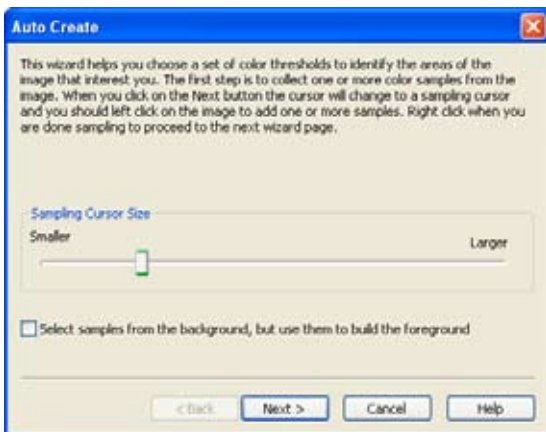 Auto Create
This wizard helps you choose a set of color thresholds to identify the areas of the
image that interest you. The first step is to collect one or more color samples from the
image. When you click on the Next button the cursor will change to a sampling cursor
and you should left click on the image to add one or more samples. Right click when you
are done sampling to proceed to the next wizard page.
Sampling Cursor Size
Smaller
Larger
Select samples from the background, but use them to build the foreground
< Back Next > Cancel Help